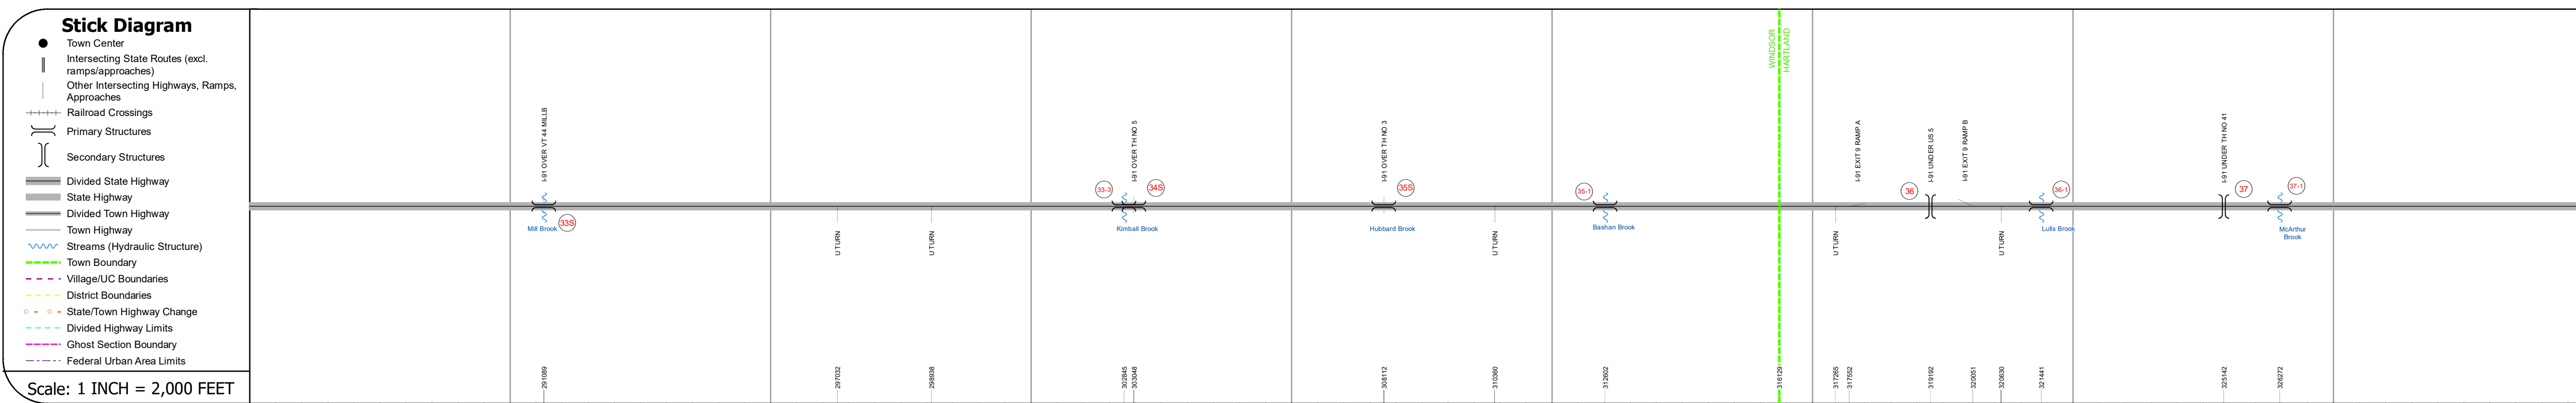 Stick Diagram
Town Center
Intersecting State Routes (excl.
ramps/approaches)
Other Intersecting Highways, Ramps,
Approaches
Railroad Crossings
Primary Structures
Secondary Structures
Divided State Highway
State Highway
Divided Town Highway
Town Highway
Streams (Hydraulic Structure)
Town Boundary
Village/UC Boundaries
District Boundaries
State/Town Highway Change
Divided Highway Limits
Ghost Section Boundary
Federal Urban Area Limits
Scale: 1 INCH = 2,000 FEET
I-91 OVER VT 44 MILLB
33S
Mill Brook
U TURN
U TURN
33-3
I-91 OVER TH NO 5
34S
Kimball Brook
I-91 OVER TH NO 3
35S
Hubbard Brook
U TURN
35-1
Bashan Brook
WINDSOR
HARTLAND
U TURN
I-91 EXIT 9 RAMP A
36
I-91 UNDER US 5
I-91 EXIT 9 RAMP B
U TURN
36-1
Lulls Brook
I-91 UNDER TH NO 41
37
37-1
McArthur
Brook
291089
297032
298938
302845
303048
308112
310360
312602
316129
317265
317552
319192
320051
320630
321441
325142
326272